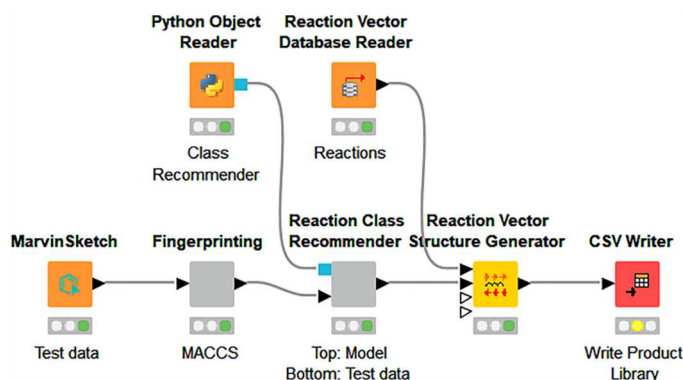 Python Object
Reader
Reaction Vector
Database Reader
Class
Recommender
Reactions
MarvinSketch
Fingerprinting
Reaction Class
Recommender
Reaction Vector
Structure Generator
CSV Writer
Test data
MACCS
Top: Model
Bottom: Test data
Write Product
Library